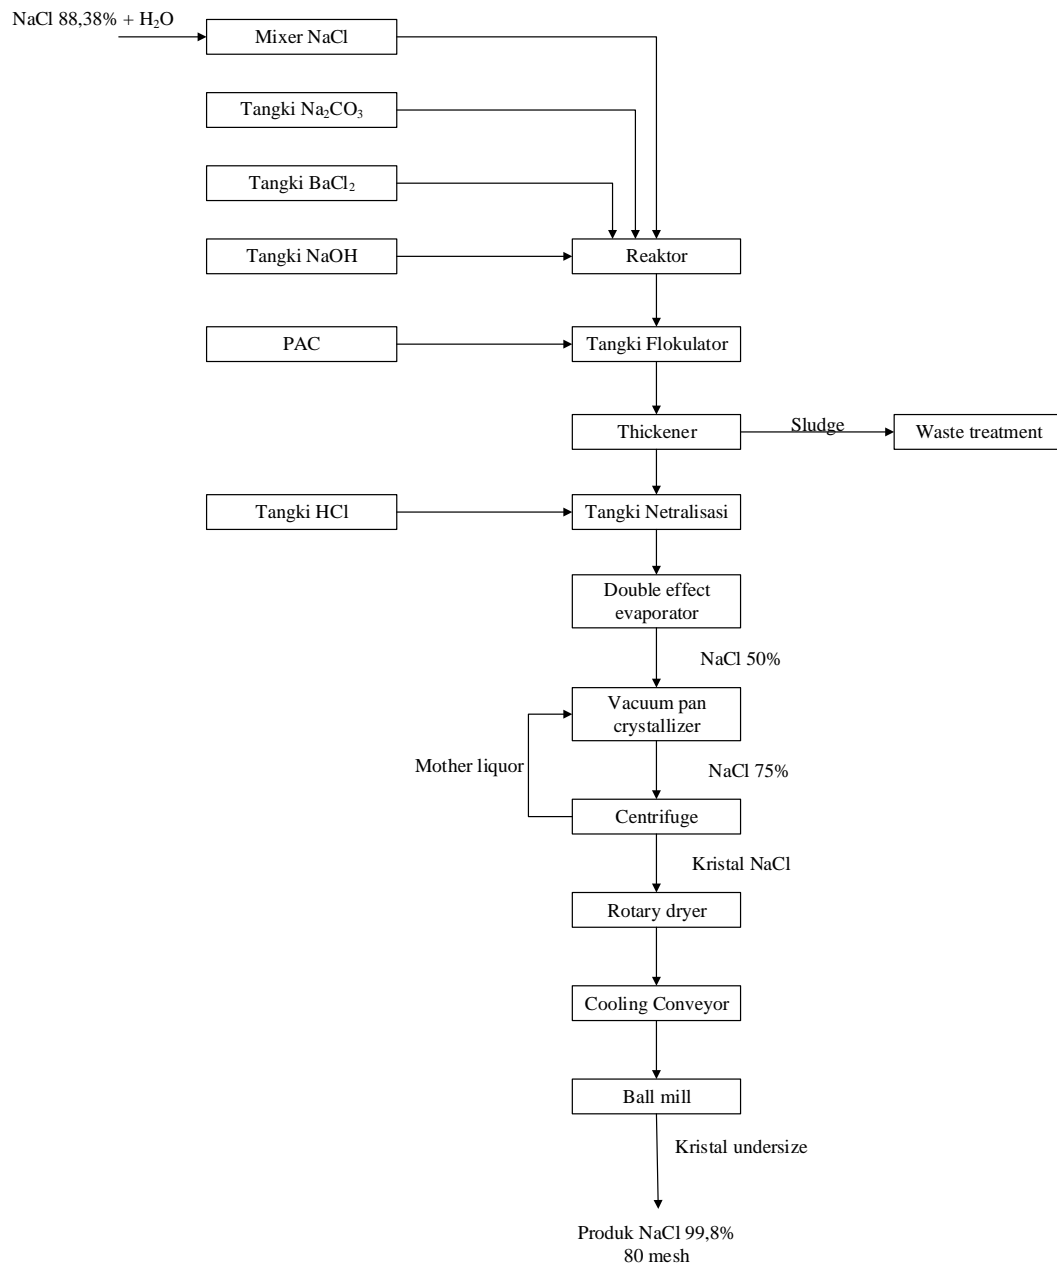 NaCl 88,38% + H₂O
Mixer NaCl
Tangki Na₂CO₃
Tangki BaCl₂
Tangki NaOH
Reaktor
PAC
Tangki Flokulator
Thickener
Sludge
Waste treatment
Tangki HCl
Tangki Netralisasi
Double effect
evaporator
NaCl 50%
Vacuum pan
crystallizer
Mother liquor
NaCl 75%
Centrifuge
Kristal NaCl
Rotary dryer
Cooling Conveyor
Ball mill
Kristal undersize
Produk NaCl 99,8%
80 mesh